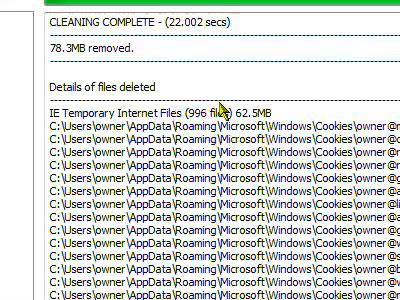 CLEANING COMPLETE - (22.002 secs)
78.3MB removed.
Details of files deleted
IE Temporary Internet Files (996 files) 62.5MB
C:\Users\owner\AppData\Roaming\Microsoft\Windows\Cookies\owner@
C:\Users\owner\AppData\Roaming\Microsoft\Windows\Cookies\owner@
C:\Users\owner\AppData\Roaming\Microsoft\Windows\Cookies\owner@
C:\Users\owner\AppData\Roaming\Microsoft\Windows\Cookies\owner@
C:\Users\owner\AppData\Roaming\Microsoft\Windows\Cookies\owner@g
C:\Users\owner\AppData\Roaming\Microsoft\Windows\Cookies\owner@a
C:\Users\owner\AppData\Roaming\Microsoft\Windows\Cookies\owner@li
C:\Users\owner\AppData\Roaming\Microsoft\Windows\Cookies\owner@a
C:\Users\owner\AppData\Roaming\Microsoft\Windows\Cookies\owner@g
C:\Users\owner\AppData\Roaming\Microsoft\Windows\Cookies\owner@
C:\Users\owner\AppData\Roaming\Microsoft\Windows\Cookies\owner@s
C:\Users\owner\AppData\Roaming\Microsoft\Windows\Cookies\owner@b
C:\Users\owner\AppData\Roaming\Microsoft\Windows\Cookies\owner@
C:\Users\owner\AppData\Roaming\Microsoft\Windows\Cookies\owner@